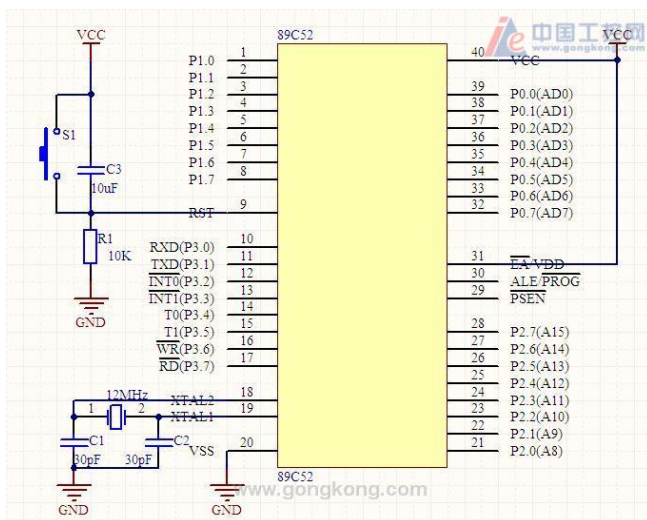 89C52
中国工控网
www.gongkong.com
VCC
VCC
P1.0 1
P1.1 2
P1.2 3
P1.3 4
P1.4 5
P1.5 6
P1.6 7
P1.7 8
S1
C3
10uF
RST 9
R1
10K
GND
RXD(P3.0) 10
TXD(P3.1) 11
INT0(P3.2) 12
INT1(P3.3) 13
T0(P3.4) 14
T1(P3.5) 15
WR(P3.6) 16
RD(P3.7) 17
12MHz
XTAL2 18
1 2
XTAL1 19
C1
30pF
C2
30pF
VSS 20
GND
GND
40 VCC
39 P0.0(AD0)
38 P0.1(AD1)
37 P0.2(AD2)
36 P0.3(AD3)
35 P0.4(AD4)
34 P0.5(AD5)
33 P0.6(AD6)
32 P0.7(AD7)
31 EA/VDD
30 ALE/PROG
29 PSEN
28 P2.7(A15)
27 P2.6(A14)
26 P2.5(A13)
25 P2.4(A12)
24 P2.3(A11)
23 P2.2(A10)
22 P2.1(A9)
21 P2.0(A8)
89C52
www.gongkong.com